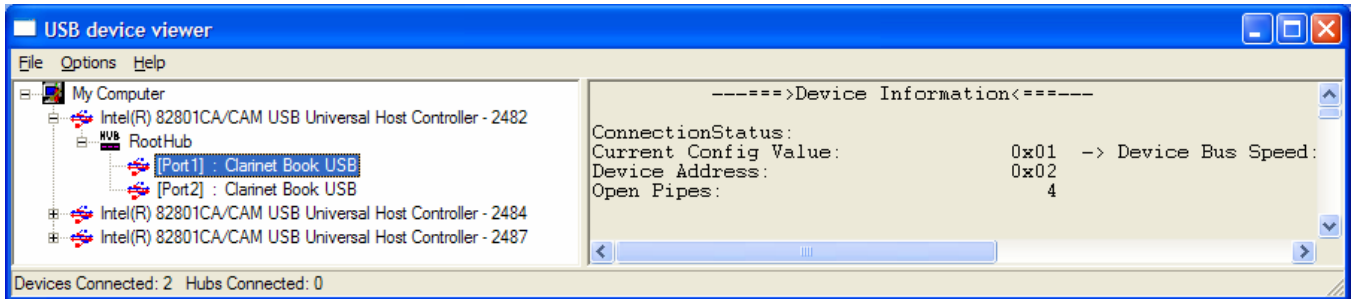 USB device viewer
File Options Help
My Computer
Intel(R) 82801CA/CAM USB Universal Host Controller - 2482
HUB RootHub
[Port1] : Clarinet Book USB
[Port2] : Clarinet Book USB
Intel(R) 82801CA/CAM USB Universal Host Controller - 2484
Intel(R) 82801CA/CAM USB Universal Host Controller - 2487
---===>Device Information<===---
ConnectionStatus:
Current Config Value: 0x01 -> Device Bus Speed:
Device Address: 0x02
Open Pipes: 4
Devices Connected: 2 Hubs Connected: 0